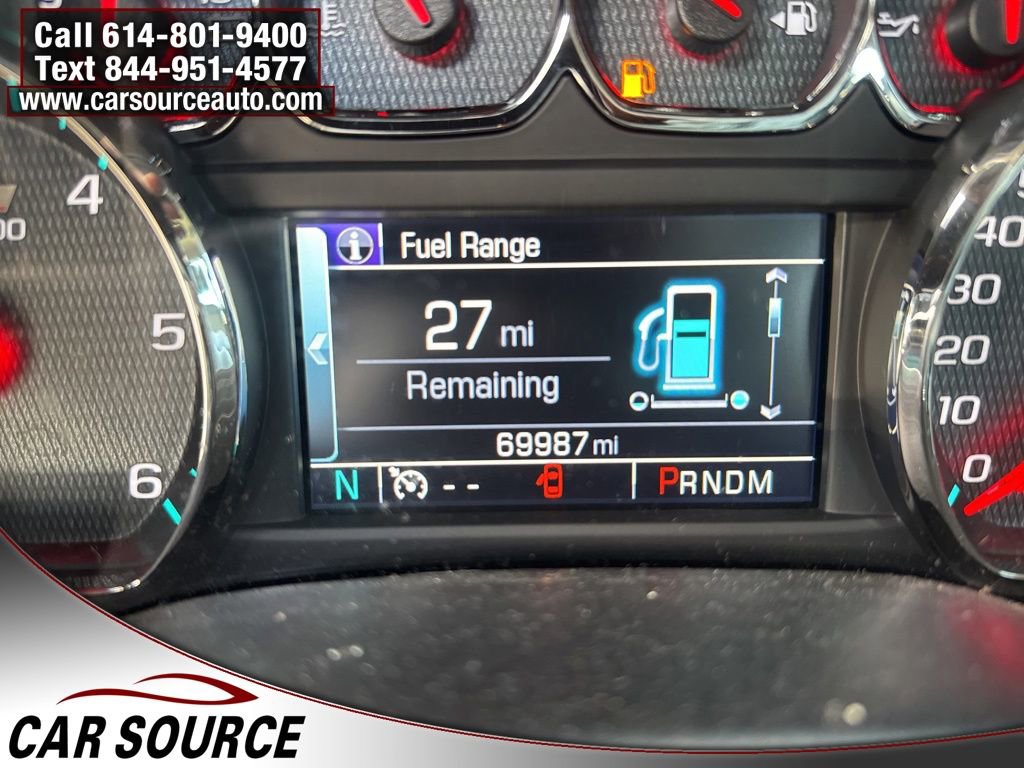 Call 614-801-9400
Text 844-951-4577
www.carsourceauto.com
4
5
6
40
30
20
10
0
Fuel Range
27 mi
Remaining
69987 mi
N
--
PRNDM
CAR SOURCE